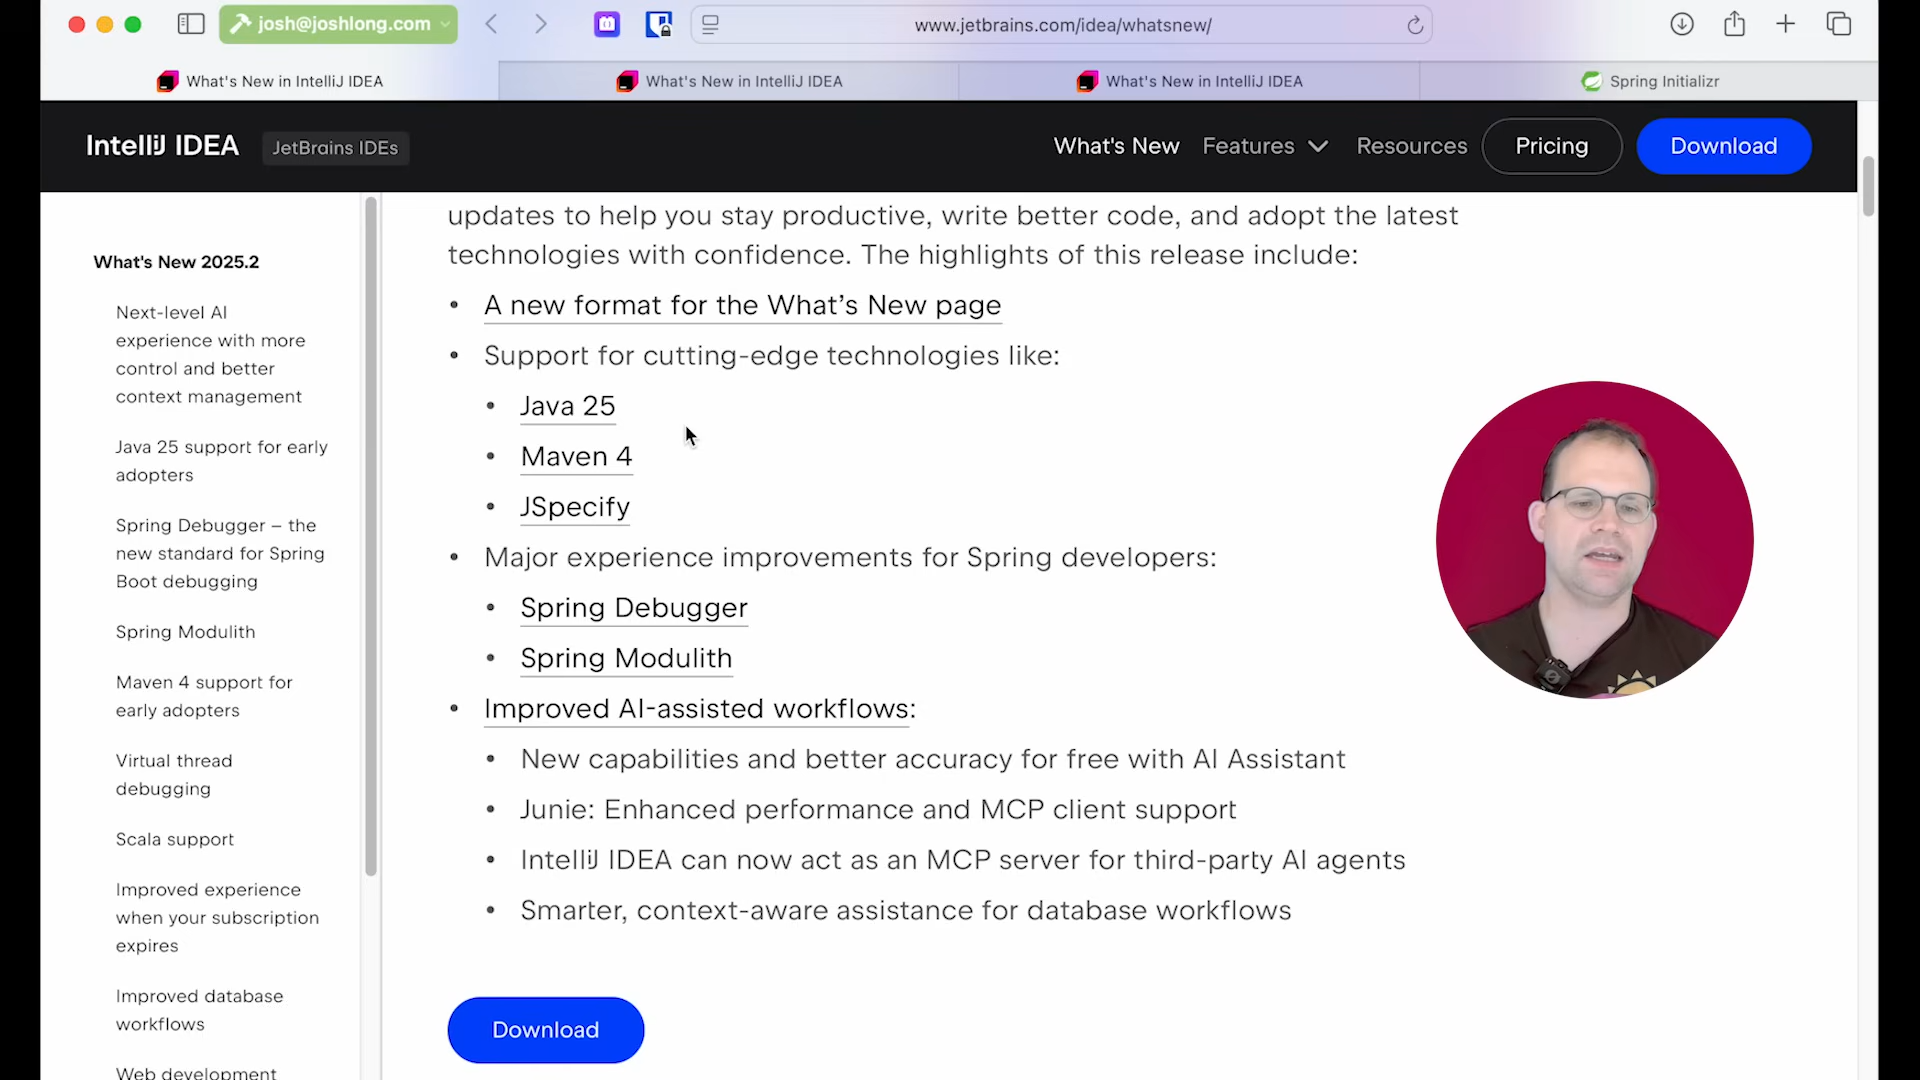 josh@joshlong.com
www.jetbrains.com/idea/whatsnew/
What's New in IntelliJ IDEA
What's New in IntelliJ IDEA
What's New in IntelliJ IDEA
Spring Initializr
IntelliJ IDEA
JetBrains IDEs
What's New
Features
Resources
Pricing
Download
What's New 2025.2
Next-level AI
experience with more
control and better
context management
Java 25 support for early
adopters
Spring Debugger – the
new standard for Spring
Boot debugging
Spring Modulith
Maven 4 support for
early adopters
Virtual thread
debugging
Scala support
Improved experience
when your subscription
expires
Improved database
workflows
Web development
updates to help you stay productive, write better code, and adopt the latest
technologies with confidence. The highlights of this release include:
• A new format for the What’s New page
• Support for cutting-edge technologies like:
• Java 25
• Maven 4
• JSpecify
• Major experience improvements for Spring developers:
• Spring Debugger
• Spring Modulith
• Improved AI-assisted workflows:
• New capabilities and better accuracy for free with AI Assistant
• Junie: Enhanced performance and MCP client support
• IntelliJ IDEA can now act as an MCP server for third-party AI agents
• Smarter, context-aware assistance for database workflows
Download